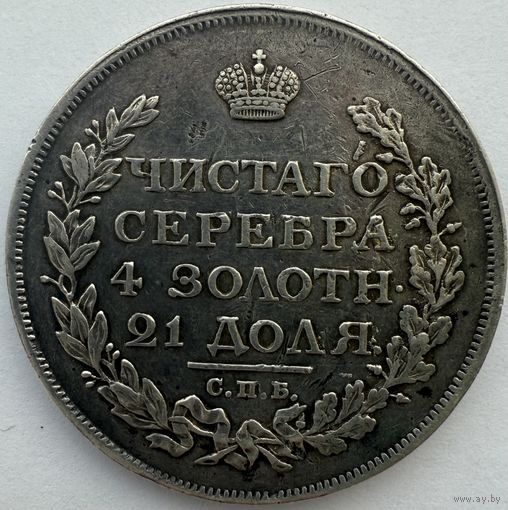 ЧИСТАГО
СЕРЕБРА
4 ЗОЛОТН·
21 ДОЛЯ.
С.П.Б.
www.ay.by